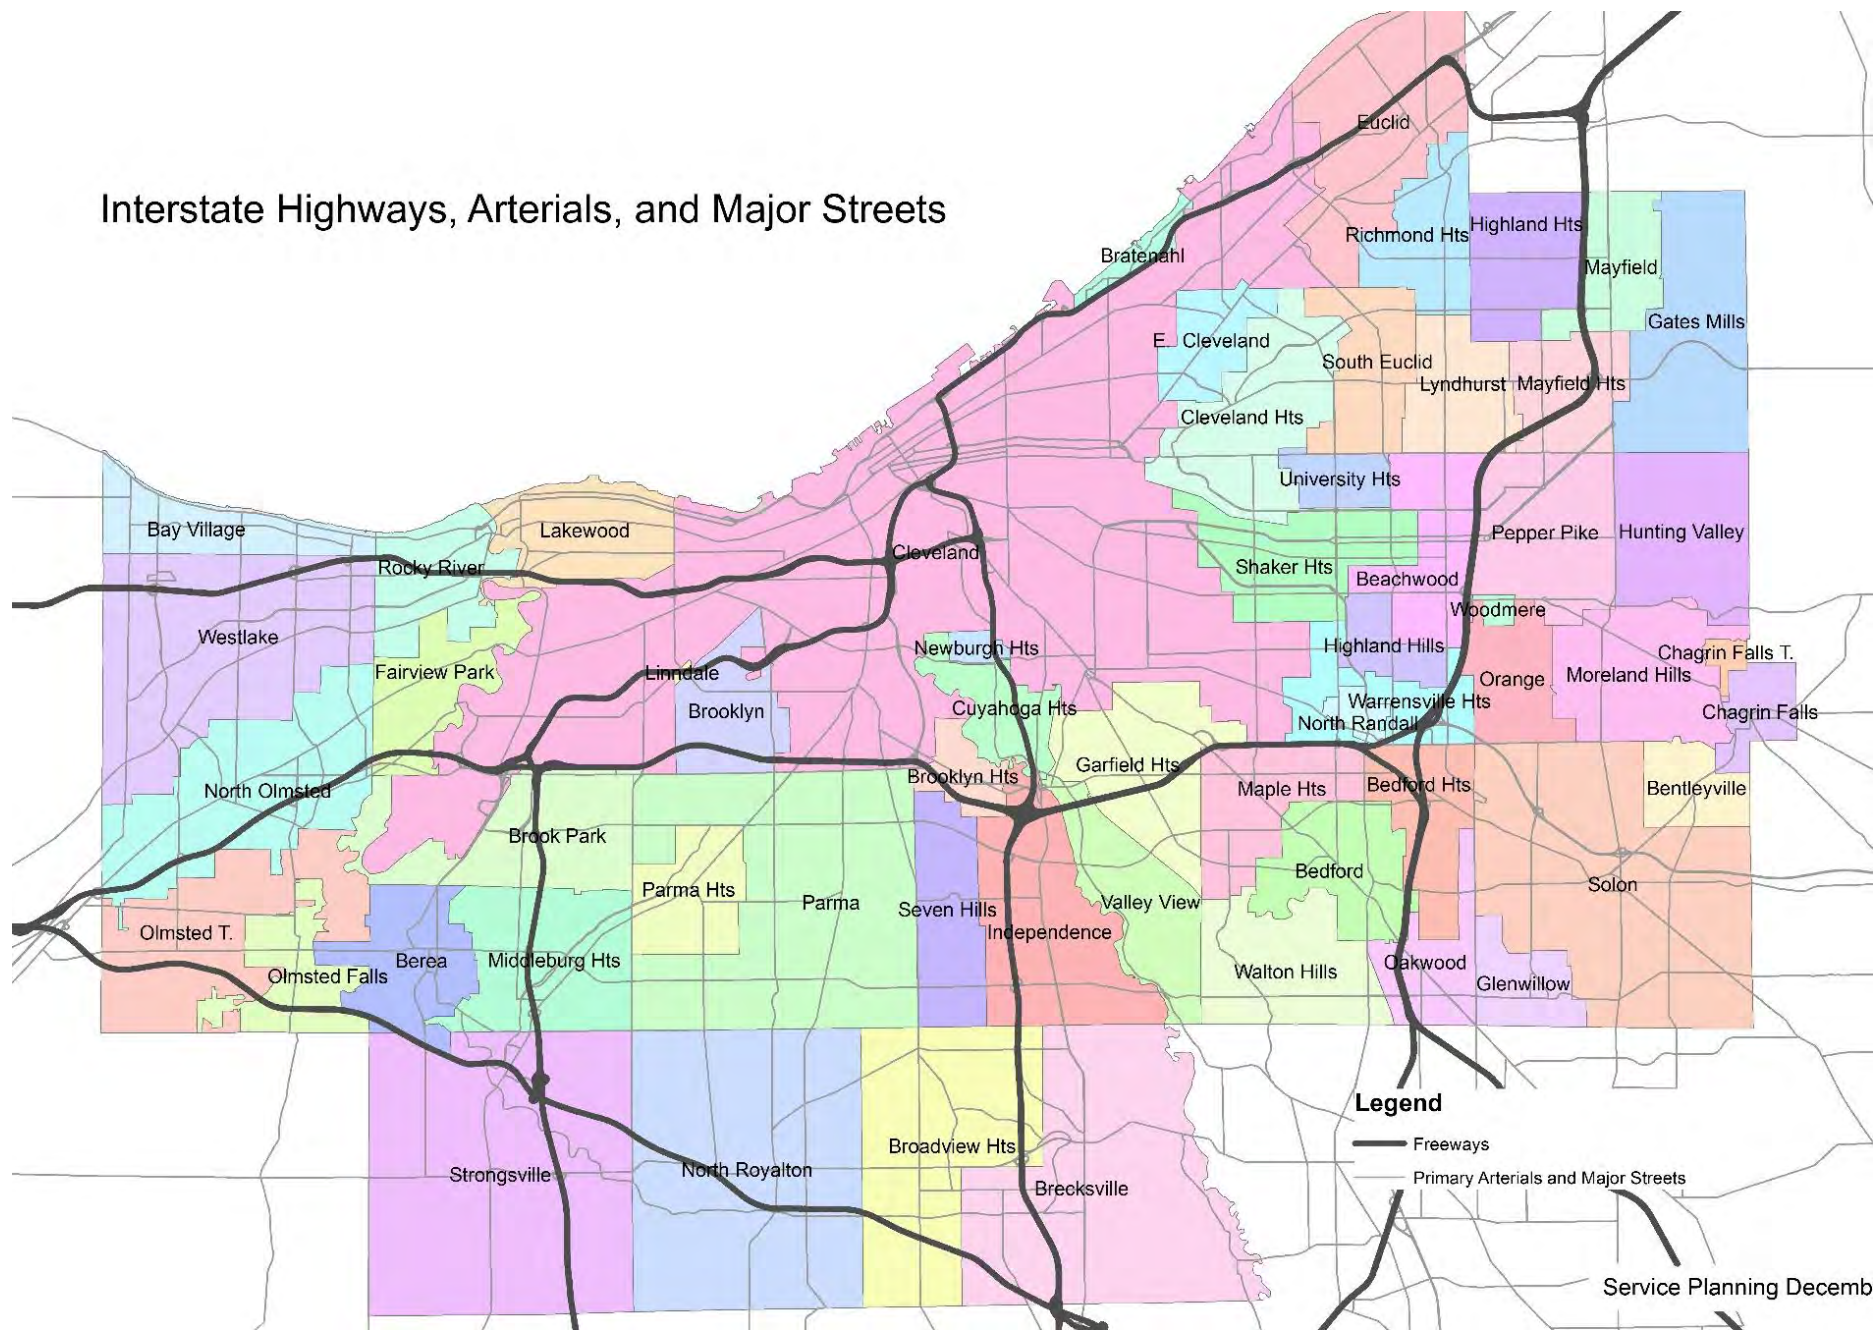 Interstate Highways, Arterials, and Major Streets
Euclid
Richmond Hts
Highland Hts
Bratenahl
Mayfield
Gates Mills
E. Cleveland
South Euclid
Lyndhurst
Mayfield Hts
Cleveland Hts
University Hts
Bay Village
Lakewood
Pepper Pike
Hunting Valley
Cleveland
Rocky River
Shaker Hts
Beachwood
Woodmere
Westlake
Newburgh Hts
Highland Hills
Chagrin Falls T.
Fairview Park
Linndale
Moreland Hills
Orange
Brooklyn
Cuyahoga Hts
Warrensville Hts
Chagrin Falls
North Randall
Garfield Hts
Brooklyn Hts
Maple Hts
Bedford Hts
Bentleyville
North Olmsted
Brook Park
Bedford
Solon
Parma Hts
Parma
Seven Hills
Valley View
Olmsted T.
Independence
Berea
Middleburg Hts
Oakwood
Olmsted Falls
Walton Hills
Glenwillow
Legend
Freeways
Primary Arterials and Major Streets
Broadview Hts
Strongsville
North Royalton
Brecksville
Service Planning Decemb